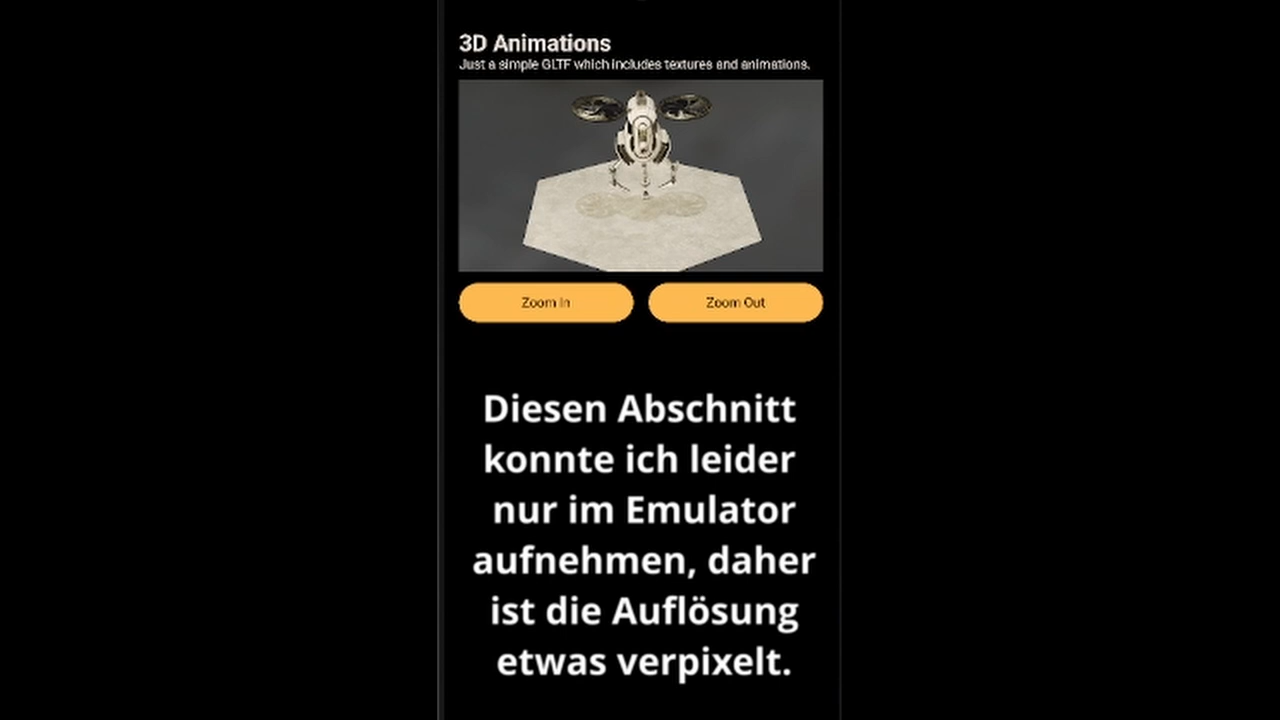 3D Animations
Just a simple GLTF which includes textures and animations.
Zoom In
Zoom Out
Diesen Abschnitt
konnte ich leider
nur im Emulator
aufnehmen, daher
ist die Auflösung
etwas verpixelt.